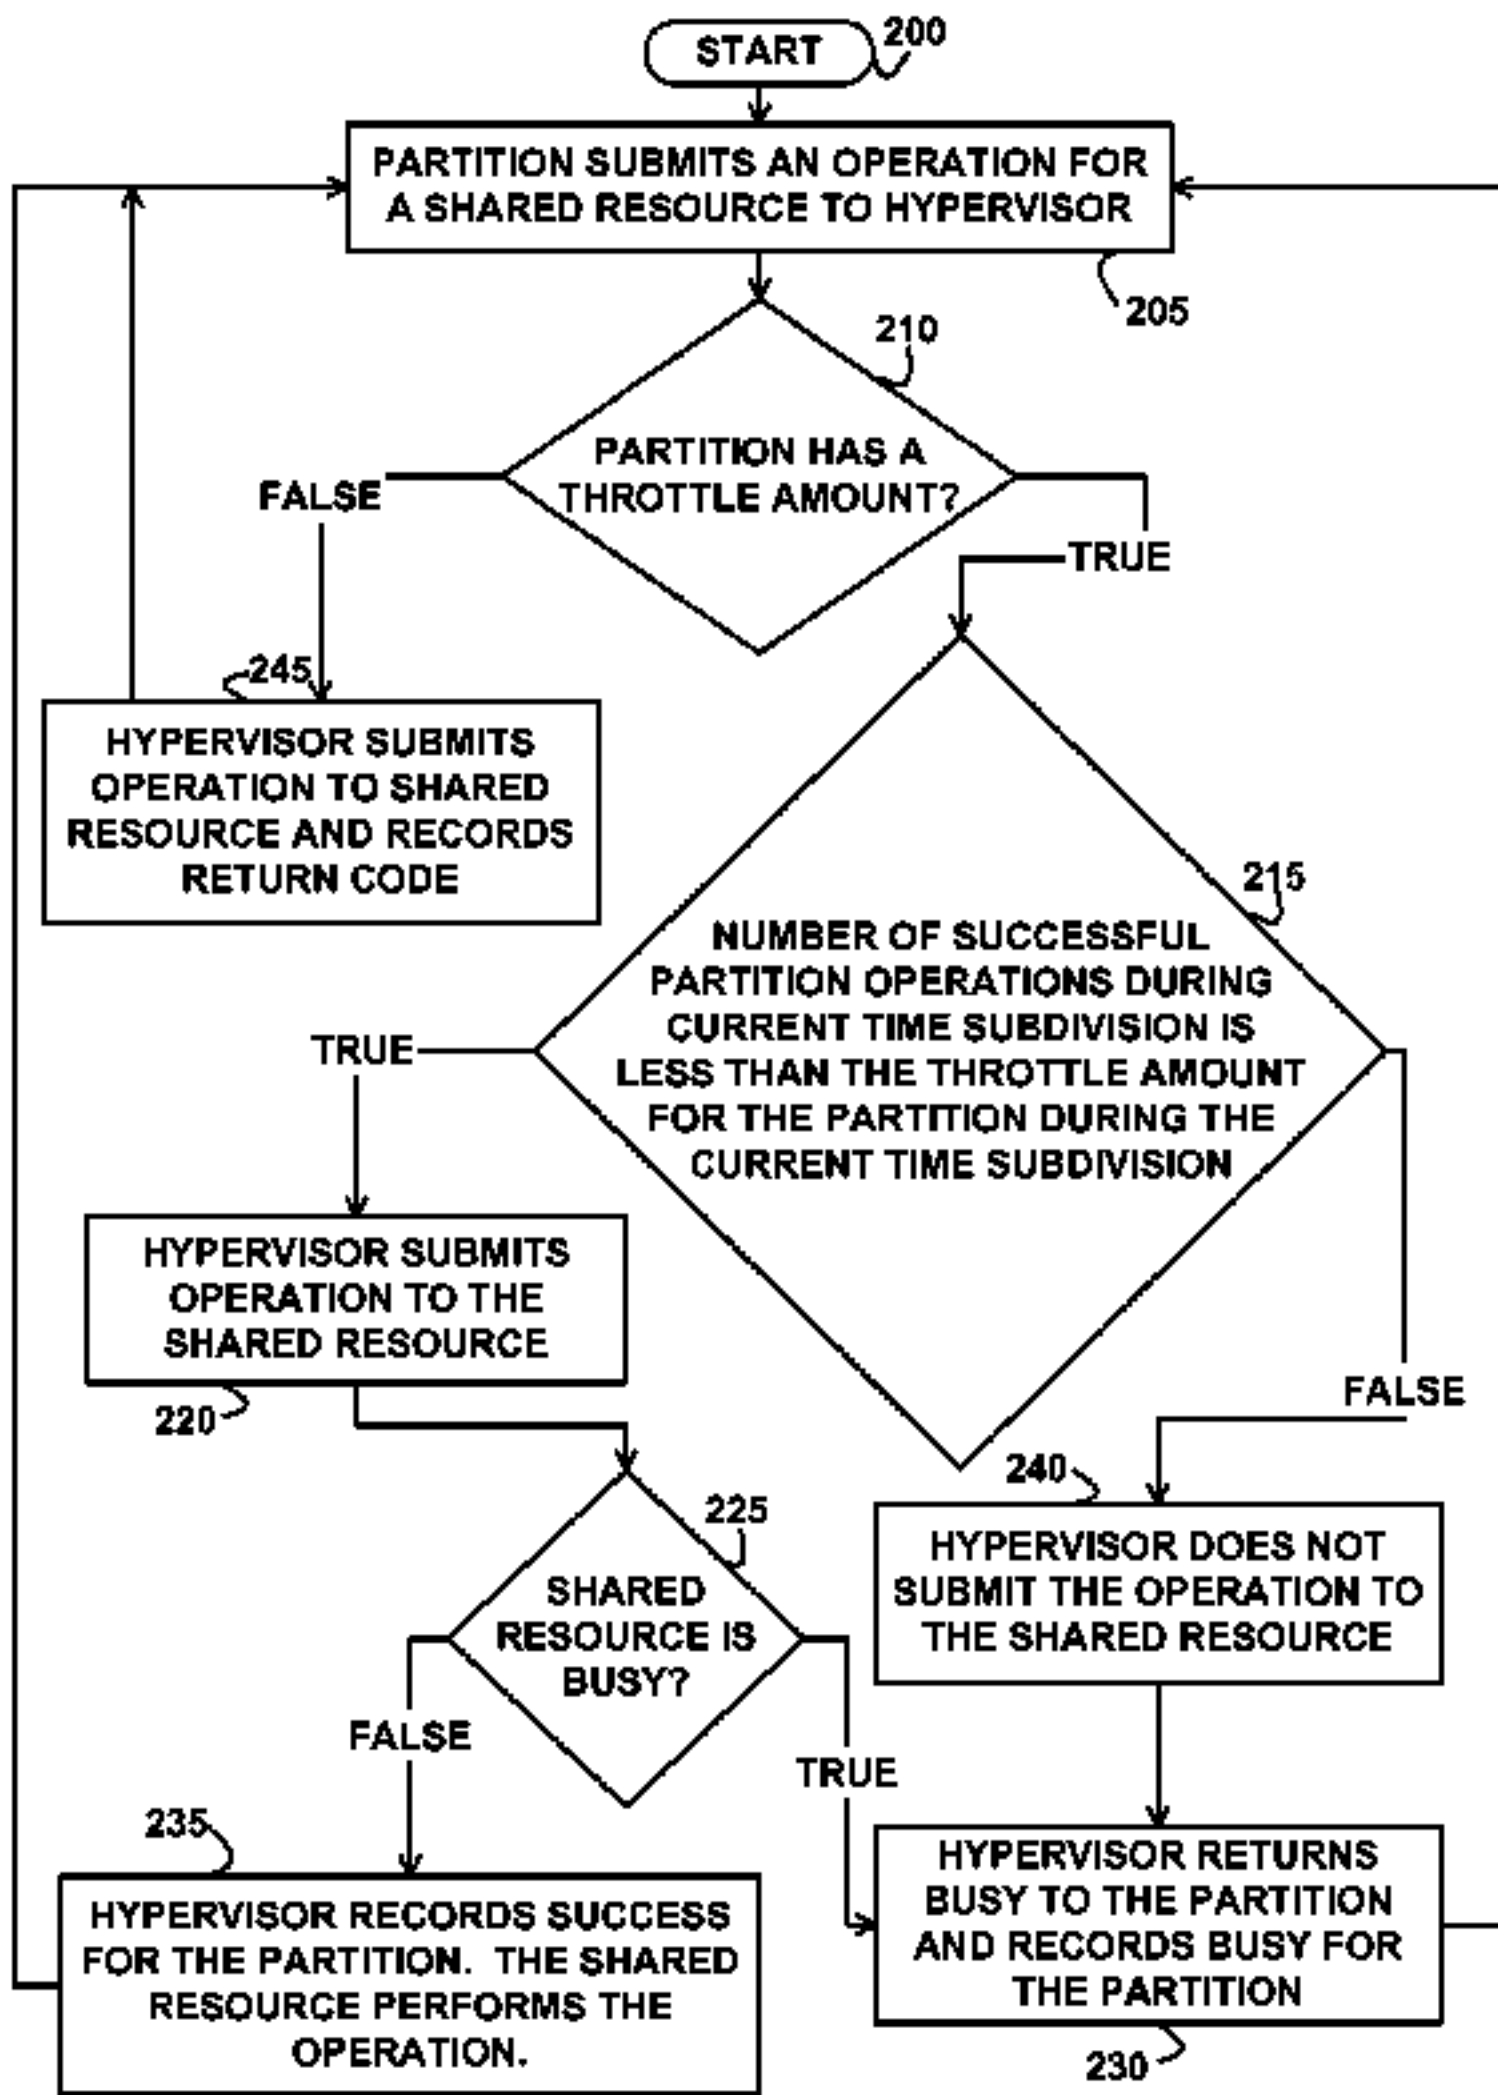 START
200
PARTITION SUBMITS AN OPERATION FOR
A SHARED RESOURCE TO HYPERVISOR
205
210
PARTITION HAS A
THROTTLE AMOUNT?
FALSE
TRUE
245
HYPERVISOR SUBMITS
OPERATION TO SHARED
RESOURCE AND RECORDS
RETURN CODE
215
NUMBER OF SUCCESSFUL
PARTITION OPERATIONS DURING
CURRENT TIME SUBDIVISION IS
LESS THAN THE THROTTLE AMOUNT
FOR THE PARTITION DURING THE
CURRENT TIME SUBDIVISION
TRUE
HYPERVISOR SUBMITS
OPERATION TO THE
SHARED RESOURCE
220
FALSE
240
225
HYPERVISOR DOES NOT
SUBMIT THE OPERATION TO
THE SHARED RESOURCE
SHARED
RESOURCE IS
BUSY?
FALSE
TRUE
235
HYPERVISOR RECORDS SUCCESS
FOR THE PARTITION. THE SHARED
RESOURCE PERFORMS THE
OPERATION.
HYPERVISOR RETURNS
BUSY TO THE PARTITION
AND RECORDS BUSY FOR
THE PARTITION
230